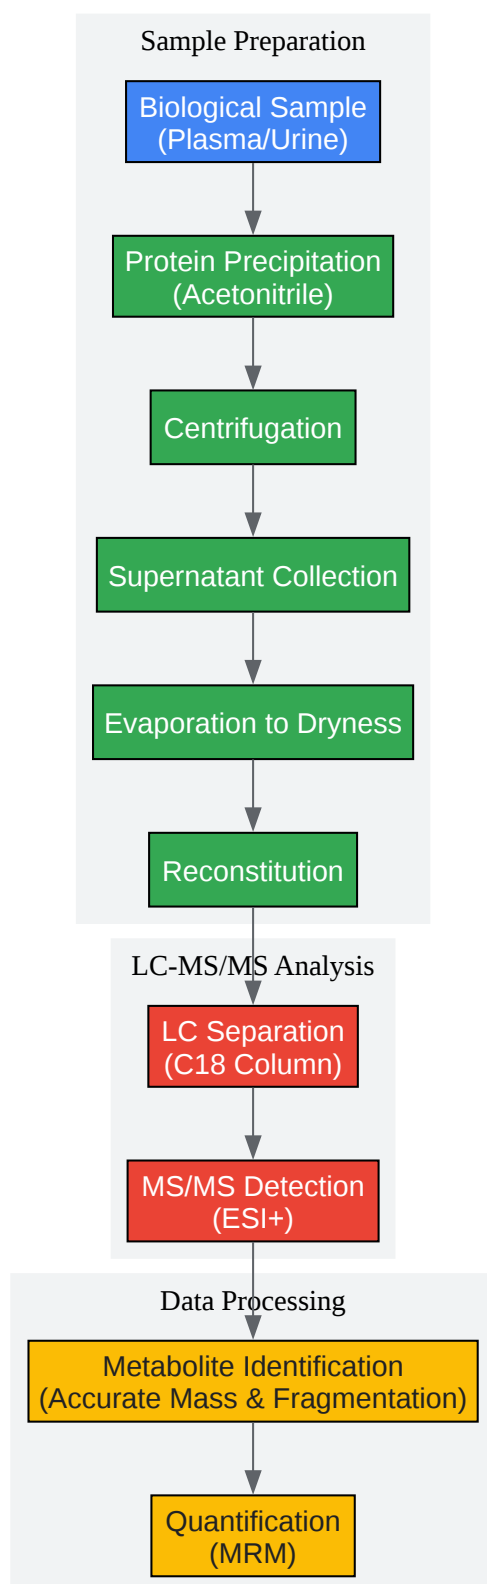 Sample Preparation
Biological Sample
(Plasma/Urine)
Protein Precipitation
(Acetonitrile)
Centrifugation
Supernatant Collection
Evaporation to Dryness
Reconstitution
LC-MS/MS Analysis
LC Separation
(C18 Column)
MS/MS Detection
(ESI+)
Data Processing
Metabolite Identification
(Accurate Mass & Fragmentation)
Quantification
(MRM)